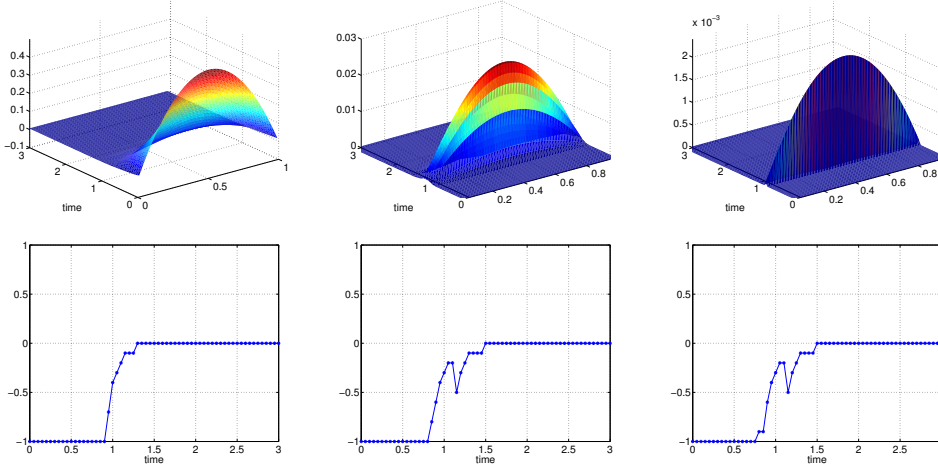 x 10⁻³
0.4 0.3 0.2 0.1 0 −0.1
3 2 1 0
0 0.5 1
time
0.03 0.02 0.01 0
3 2 1 0
0.2 0.4 0.6 0.8
time
2 1.5 1 0.5 0
3 2 1 0
0.2 0.4 0.6 0.8
time
1 0.5 0 −0.5 −1
0 0.5 1 1.5 2 2.5 3
time
1 0.5 0 −0.5 −1
0 0.5 1 1.5 2 2.5 3
time
1 0.5 0 −0.5 −1
0 0.5 1 1.5 2 2.5
time